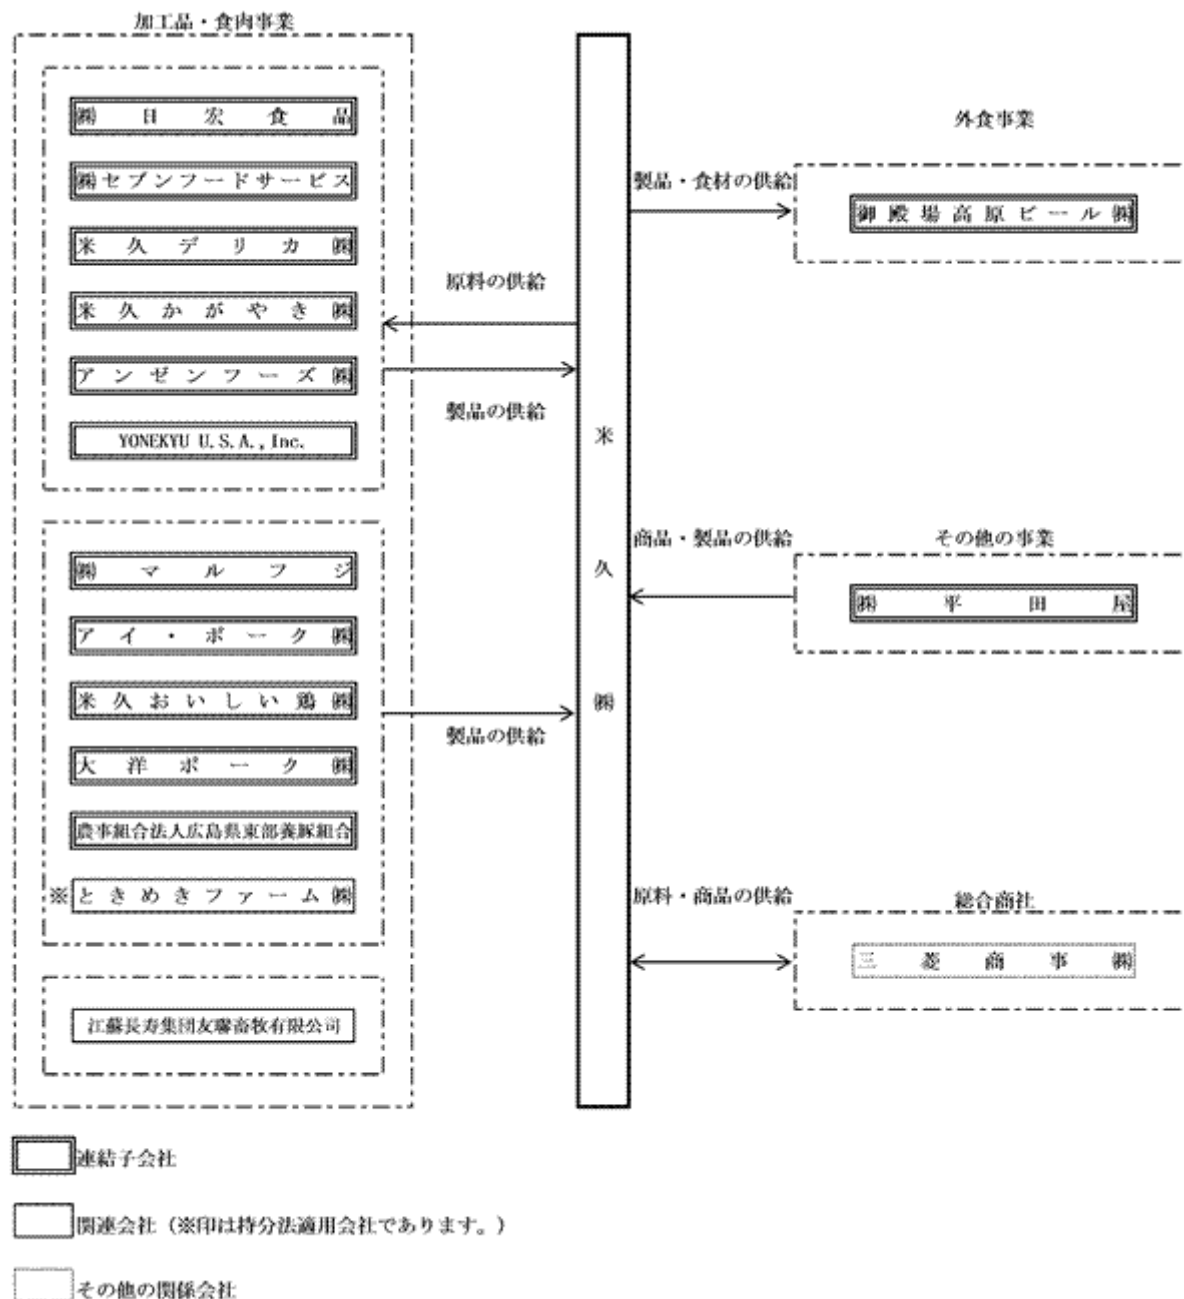 加工品・食肉事業
㈱日宏食品
㈱セブンフードサービス
米久デリカ㈱
米久かがやき㈱
アンゼンフーズ㈱
YONEKYU U.S.A.,Inc.
㈱マルフジ
アイ・ポーク㈱
米久おいしい鶏㈱
大洋ポーク㈱
農事組合法人広島県東部養豚組合
※ときめきファーム㈱
江蘇長寿集団友聯畜牧有限公司
原料の供給
製品の供給
製品の供給
米久㈱
外食事業
製品・食材の供給
御殿場高原ビール㈱
その他の事業
商品・製品の供給
㈱平田屋
総合商社
原料・商品の供給
三菱商事㈱
連結子会社
関連会社（※印は持分法適用会社であります。）
その他の関係会社